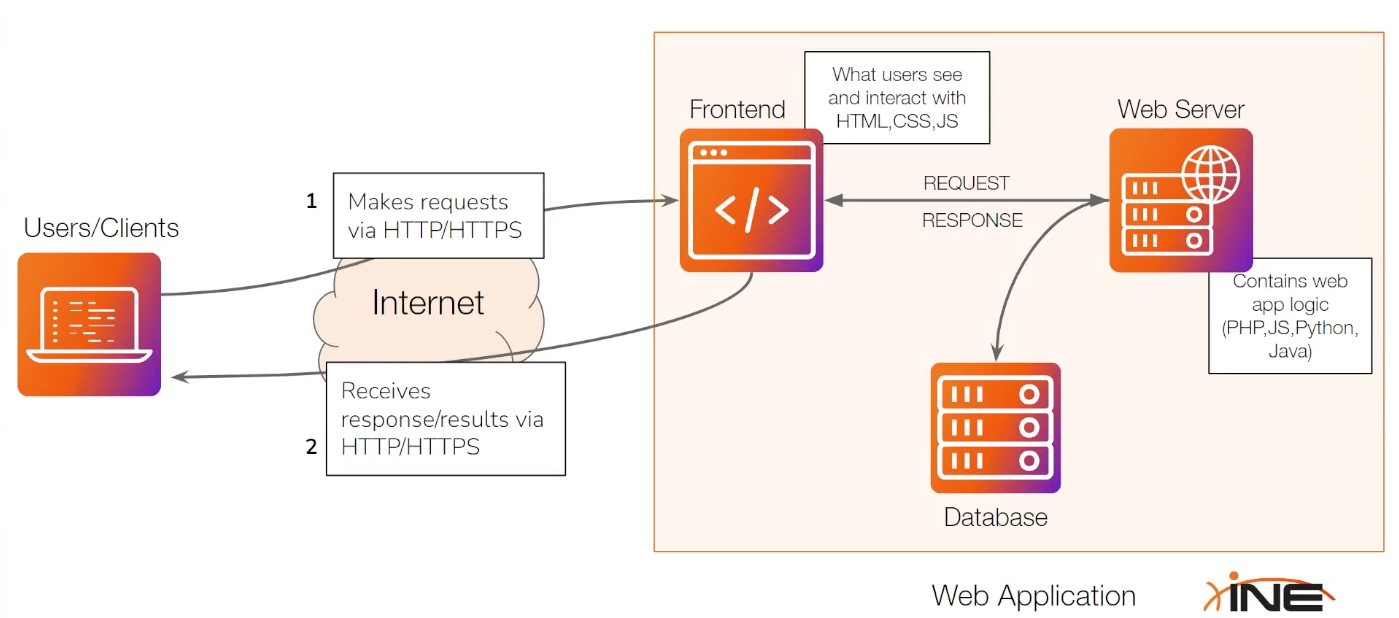 What users see
and interact with
HTML,CSS,JS
Frontend
Web Server
</>
REQUEST
RESPONSE
1
Makes requests
via HTTP/HTTPS
Users/Clients
Internet
Contains web
app logic
(PHP,JS,Python,
Java)
Receives
response/results via
2
HTTP/HTTPS
Database
Web Application
INE